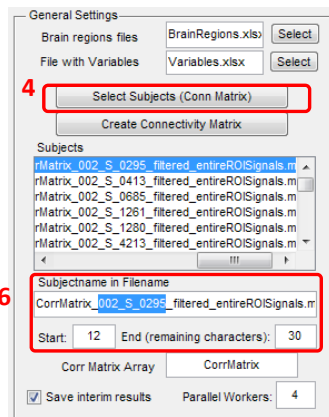 General Settings
Brain regions files BrainRegions.xlsx Select
File with Variables Variables.xlsx Select
4 Select Subjects (Conn Matrix)
Create Connectivity Matrix
Subjects
rMatrix_002_S_0295_filtered_entireROISignals.m
rMatrix_002_S_0413_filtered_entireROISignals.m
rMatrix_002_S_0685_filtered_entireROISignals.m
rMatrix_002_S_1261_filtered_entireROISignals.m
rMatrix_002_S_1280_filtered_entireROISignals.m
rMatrix_002_S_4213_filtered_entireROISignals.m
6 Subjectname in Filename
CorrMatrix_002_S_0295_filtered_entireROISignals.m
Start: 12 End (remaining characters): 30
Corr Matrix Array CorrMatrix
Save interim results Parallel Workers: 4